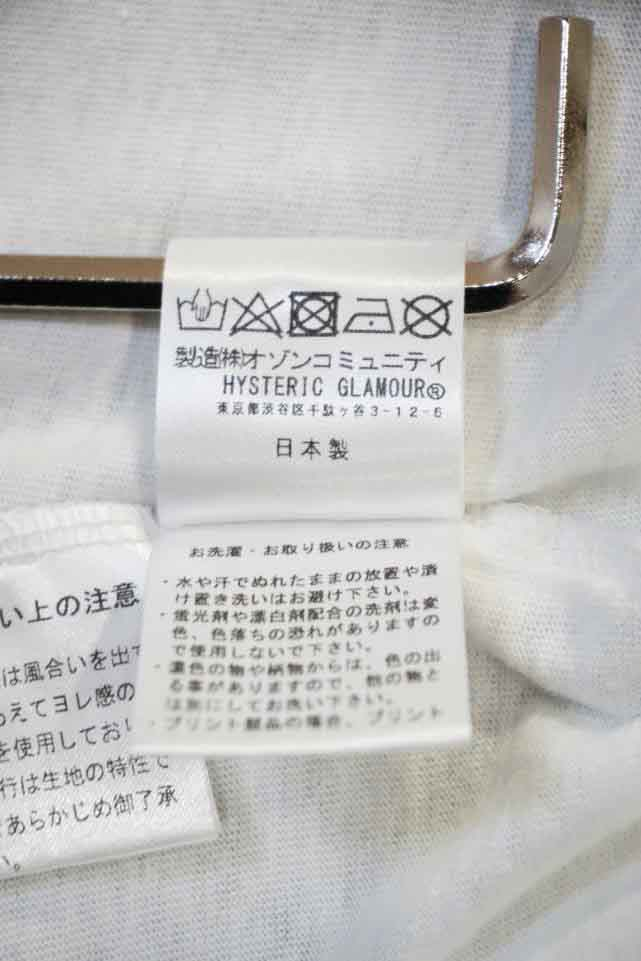 製造(株)オゾンコミュニティ
HYSTERIC GLAMOUR®
東京都渋谷区千駄ヶ谷3-12-6
日本製
お洗濯・お取り扱いの注意
・水や汗でぬれたままの放置や漬
け置き洗いはお避け下さい。
・蛍光剤や漂白剤配合の洗剤は変
色、色落ちの恐れがありますの
で使用しないで下さい。
・濃色の物や柄物からは、色の出
る事がありますので、他の物と
は別にしてお洗い下さい。
・プリント製品の場合、プリント
い上の注意
は風合いを出
えてヨレ感の
を使用してお
行は生地の特性で
あらかじめ御了承
い。